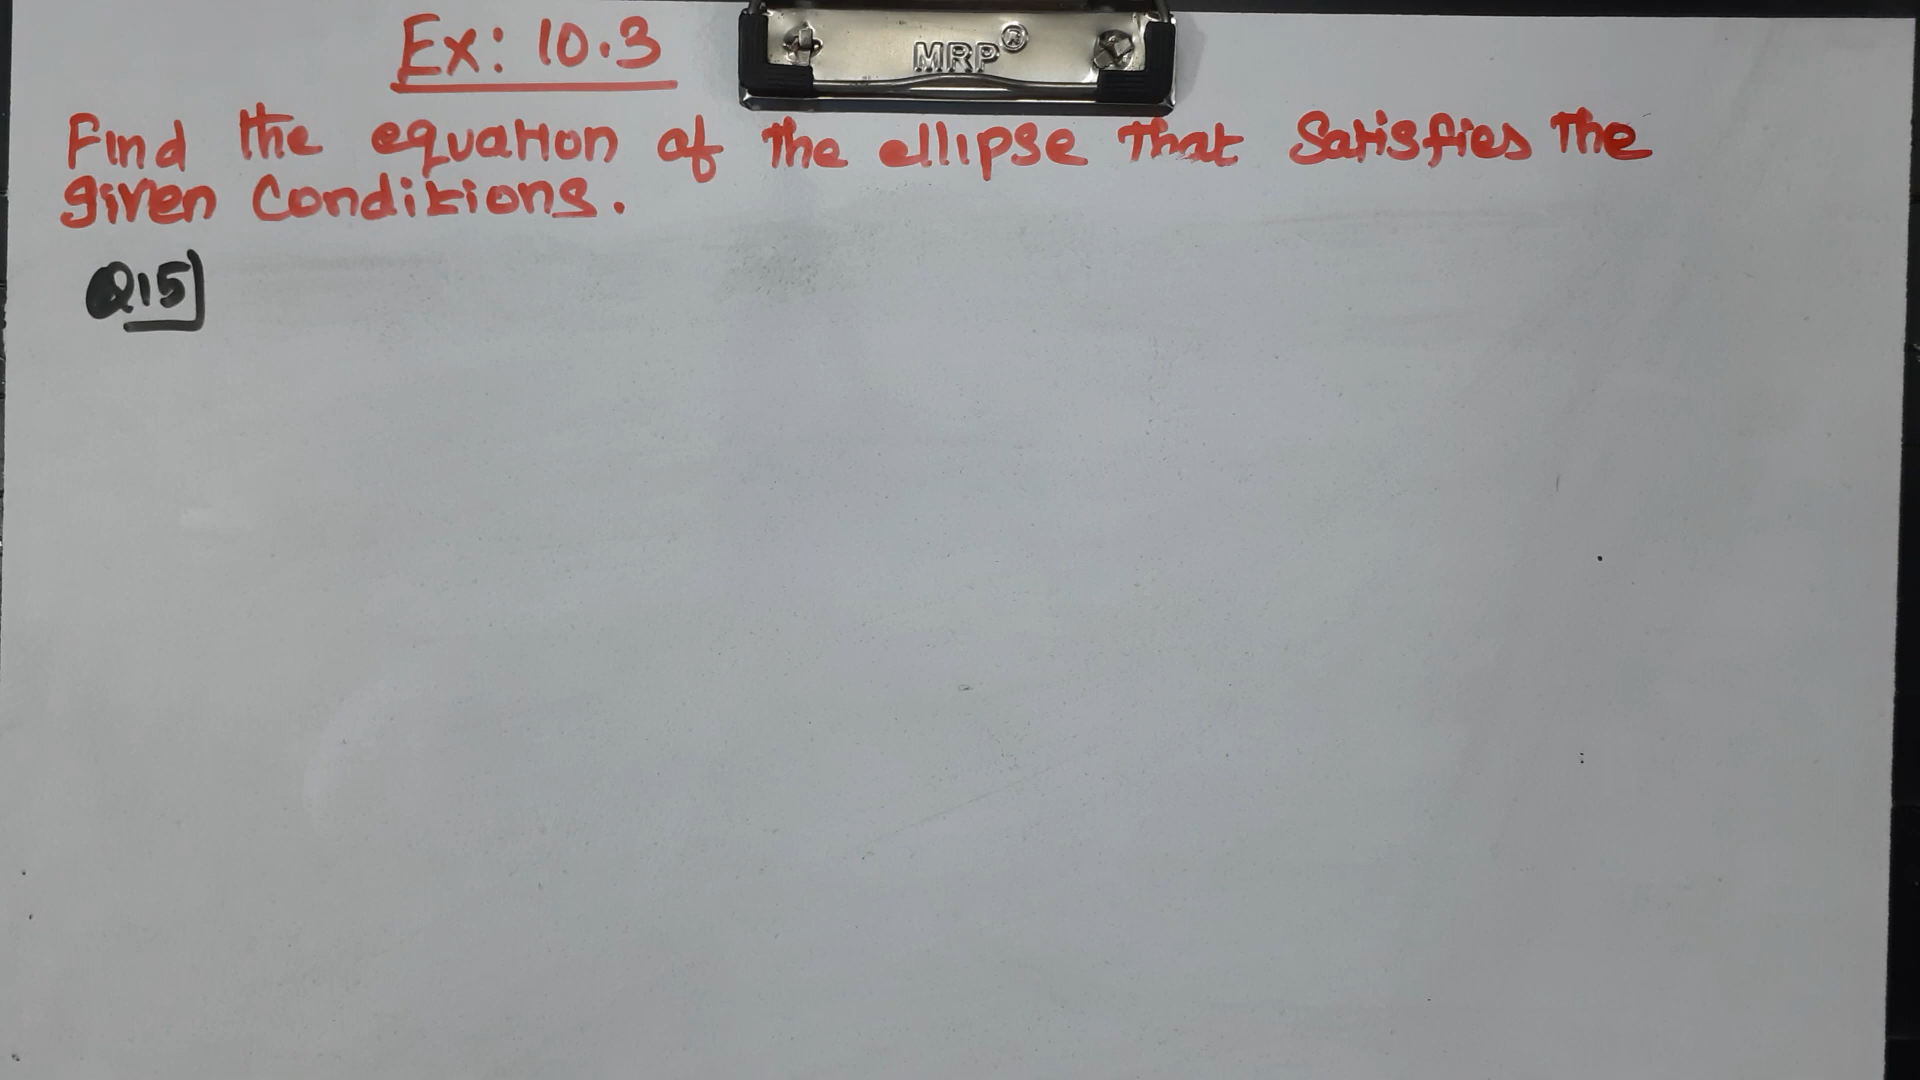 Ex: 10.3
MRP®
Find the equation of the ellipse that satisfies the
given conditions.
Q15]